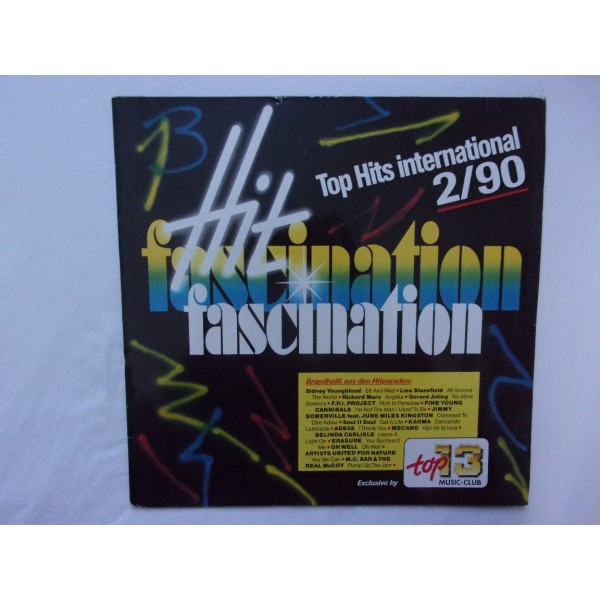 Hit
Top Hits international
2/90
fascination
fascination
Brandheiß aus den Hitparaden:
Sidney Youngblood Sit And Wait • Lisa Stansfield All Around
The World • Richard Marx Angelia • Gerard Joling No More
Bolero's • F.P.I. PROJECT Rich In Paradise • FINE YOUNG
CANNIBALS I'm Not The Man I Used To Be • JIMMY
SOMERVILLE feat. JUNE MILES KINGSTON Comment Te
Dire Adieu • Soul II Soul Get A Life • KAOMA Dançando
Lambada • ADEVA I Thank You • MECANO Hijo de la luna •
BELINDA CARLISLE Leave A
Light On • ERASURE You Surround
Me • OH WELL Oh Well •
ARTISTS UNITED FOR NATURE
Yes We Can • M.C. SAR & THE
REAL McCOY Pump Up The Jam •
top 13
MUSIC-CLUB
Exclusive by